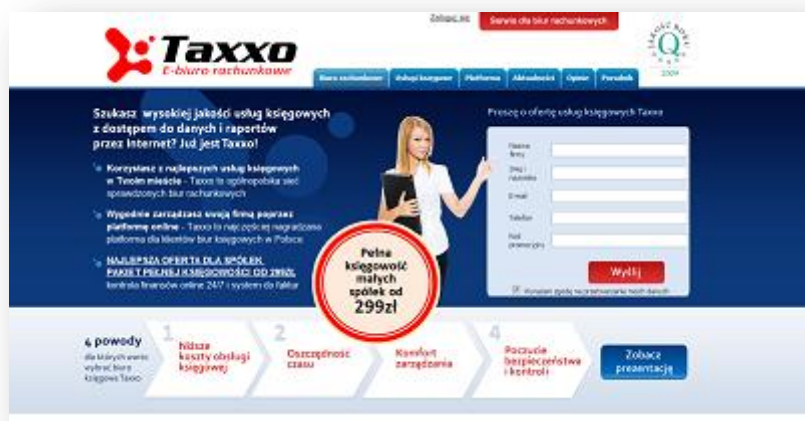 Zaloguj się
Serwis dla biur rachunkowych
JAKOŚĆ ROKU
Q
2009
Taxxo
E-biuro rachunkowe
Biuro rachunkowe Usługi księgowe Platforma Aktualności Opinie Poradnik
Szukasz wysokiej jakości usług księgowych
z dostępem do danych i raportów
przez Internet? Już jest Taxxo!
Korzystasz z najlepszych usług księgowych
w Twoim mieście - Taxxo to ogólnopolska sieć
sprawdzonych biur rachunkowych
Wygodnie zarządzasz swoją firmą poprzez
platformę online - Taxxo to najczęściej nagradzana
platforma dla klientów biur księgowych w Polsce
NAJLEPSZA OFERTA DLA SPÓŁEK
PAKIET PEŁNEJ KSIĘGOWOŚCI OD 299ZŁ
kontrola finansów online 24/7 i system do faktur
Pełna
księgowość
małych
spółek od
299zł
Proszę o ofertę usług księgowych Taxxo
Nazwa
firmy
Imię i
nazwisko
E-mail
Telefon
Kod
promocyjny
Wyślij
Wyrażam zgodę na przetwarzanie moich danych
4 powody
dla których warto
wybrać biuro
księgowe Taxxo
1
Niższe
koszty obsługi
księgowej
2
Oszczędność
czasu
Komfort
zarządzania
4
Poczucie
bezpieczeństwa
i kontroli
Zobacz
prezentację